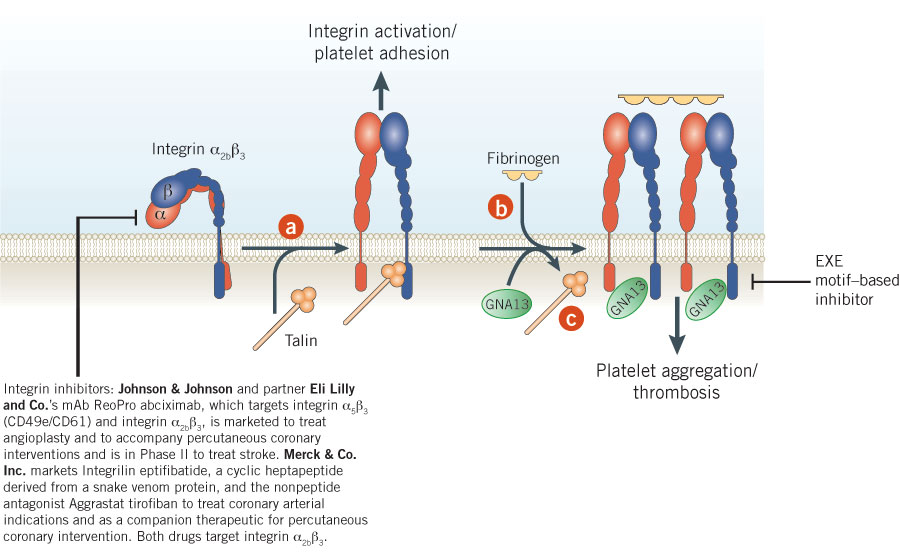 Integrin activation/
platelet adhesion
Integrin α2bβ3
β
α
a
Talin
Fibrinogen
b
GNA13
c
GNA13
GNA13
EXE
motif–based
inhibitor
Platelet aggregation/
thrombosis
Integrin inhibitors: Johnson & Johnson and partner Eli Lilly
and Co.'s mAb ReoPro abciximab, which targets integrin α5β3
(CD49e/CD61) and integrin α2bβ3, is marketed to treat
angioplasty and to accompany percutaneous coronary
interventions and is in Phase II to treat stroke. Merck & Co.
Inc. markets Integrilin eptifibatide, a cyclic heptapeptide
derived from a snake venom protein, and the nonpeptide
antagonist Aggrastat tirofiban to treat coronary arterial
indications and as a companion therapeutic for percutaneous
coronary intervention. Both drugs target integrin α2bβ3.